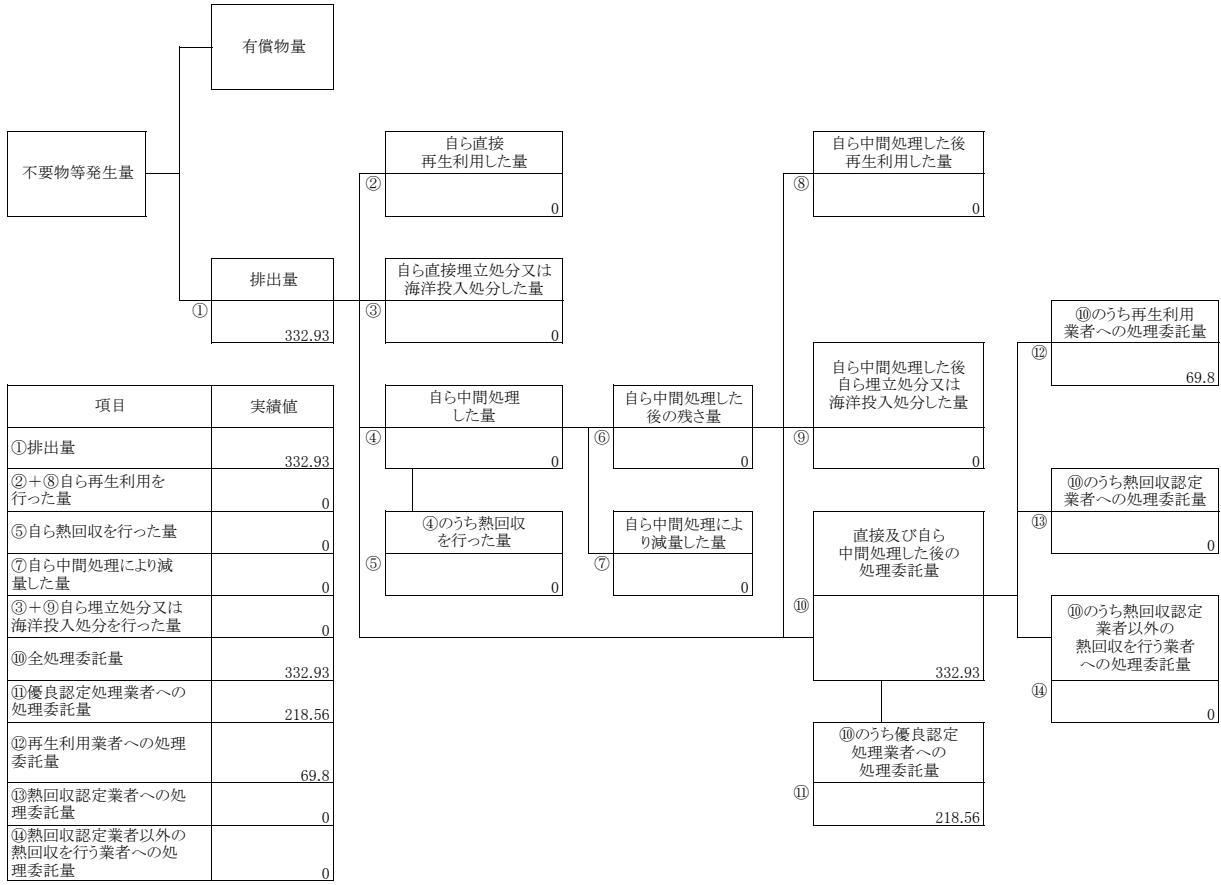 有償物量
不要物等発生量
自ら直接
再生利用した量
②
0
自ら中間処理した後
再生利用した量
⑧
0
排出量
①
332.93
自ら直接埋立処分又は
海洋投入処分した量
③
0
⑩のうち再生利用
業者への処理委託量
⑫
69.8
自ら中間処理
した量
④
0
自ら中間処理した
後の残さ量
⑥
0
自ら中間処理した後
自ら埋立処分又は
海洋投入処分した量
⑨
0
⑩のうち熱回収認定
業者への処理委託量
⑬
0
④のうち熱回収
を行った量
⑤
0
自ら中間処理によ
り減量した量
⑦
0
直接及び自ら
中間処理した後の
処理委託量
⑩
332.93
⑩のうち熱回収認定
業者以外の
熱回収を行う業者
への処理委託量
⑭
0
⑩のうち優良認定
処理業者への
処理委託量
⑪
218.56
項目 実績値
①排出量
332.93
②＋⑧自ら再生利用を
行った量
0
⑤自ら熱回収を行った量
0
⑦自ら中間処理により減
量した量
0
③＋⑨自ら埋立処分又は
海洋投入処分を行った量
0
⑩全処理委託量
332.93
⑪優良認定処理業者への
処理委託量
218.56
⑫再生利用業者への処理
委託量
69.8
⑬熱回収認定業者への処
理委託量
0
⑭熱回収認定業者以外の
熱回収を行う業者への処
理委託量
0